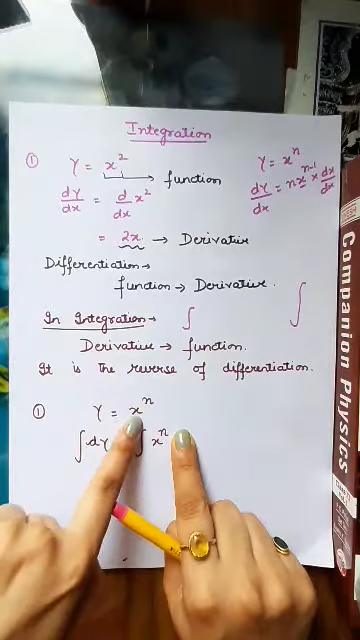 Integration
① Y = x² → function
Y = xⁿ
dy/dx = d/dx x²
dy/dx = nxⁿ⁻¹ × dx/dx
= 2x → Derivative
Differentiation →
function → Derivative.
In Integration → ∫ ∫
Derivative → function.
It is the reverse of differentiation.
① Y = xⁿ
∫dy ∫ xⁿ
Companion Physics